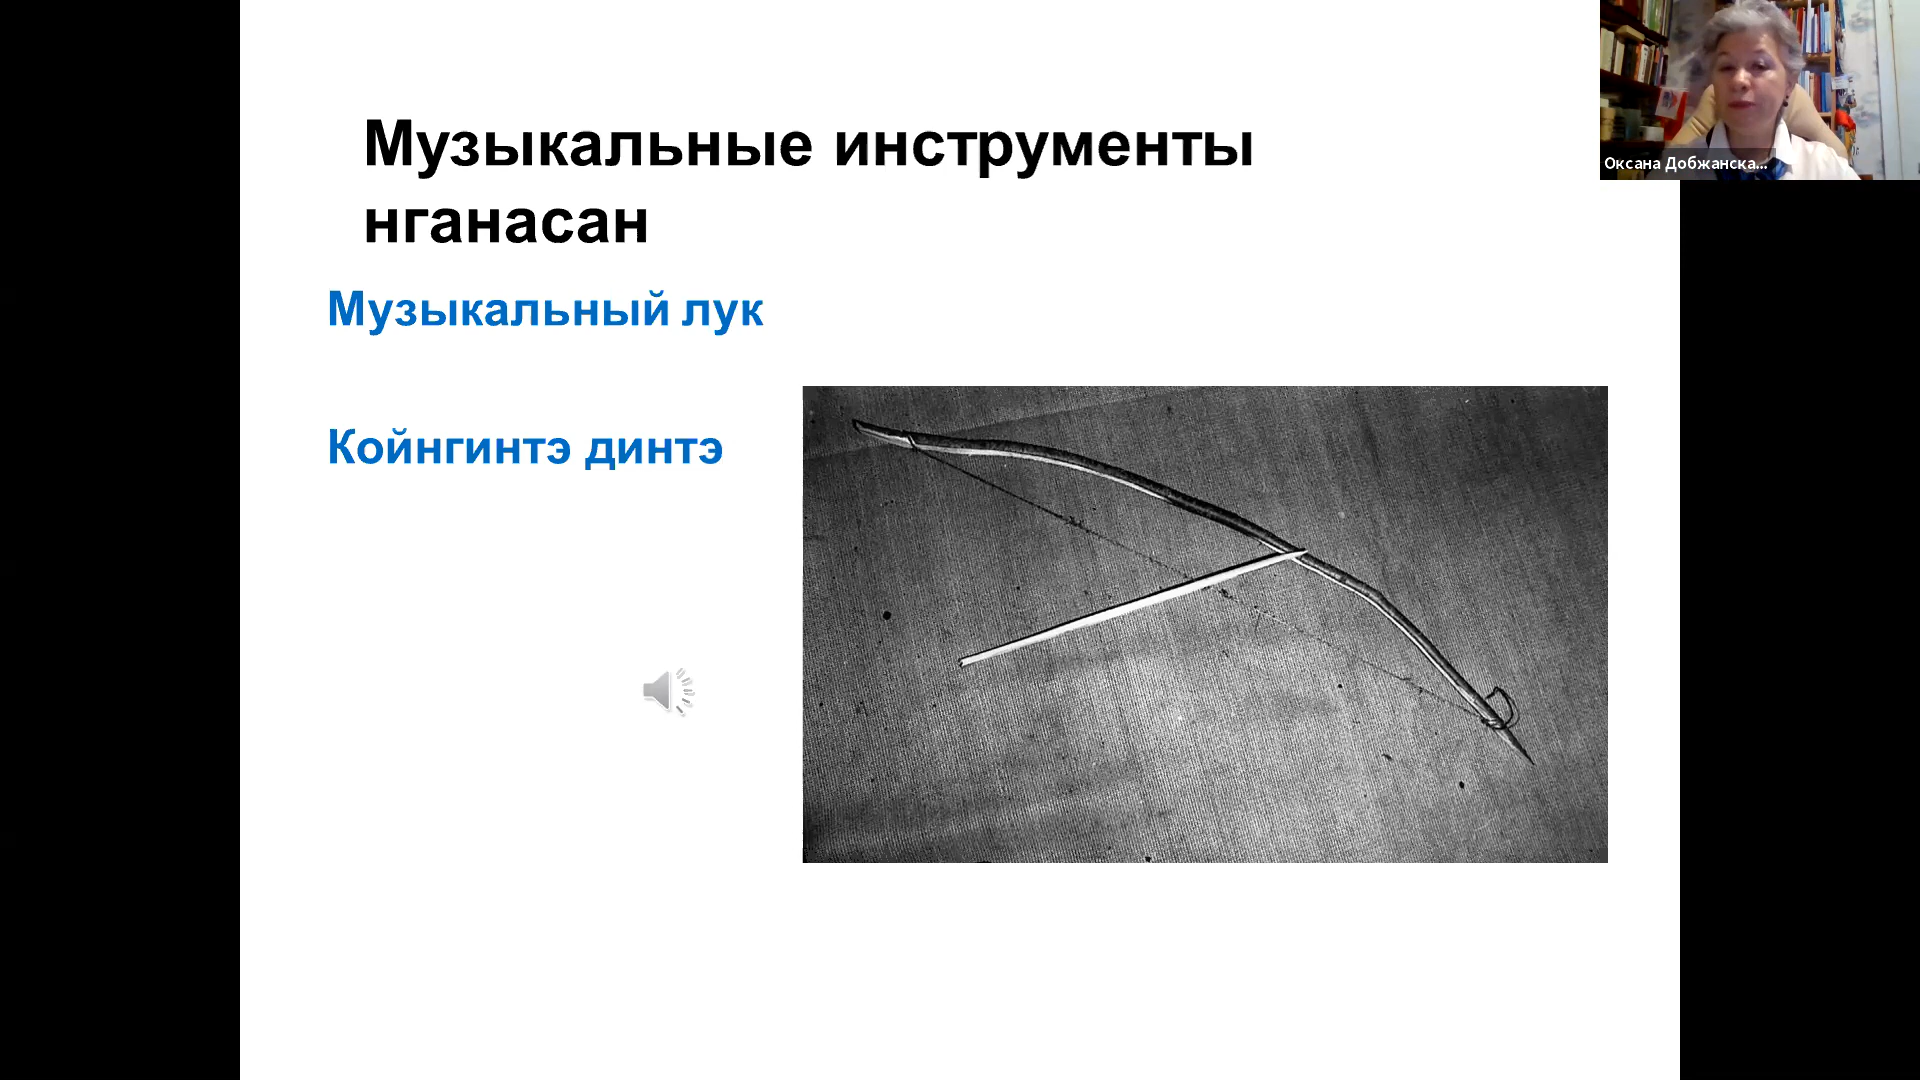 Музыкальные инструменты
нганасан
Музыкальный лук
Койнгинтэ динтэ
Оксана Добжанска...